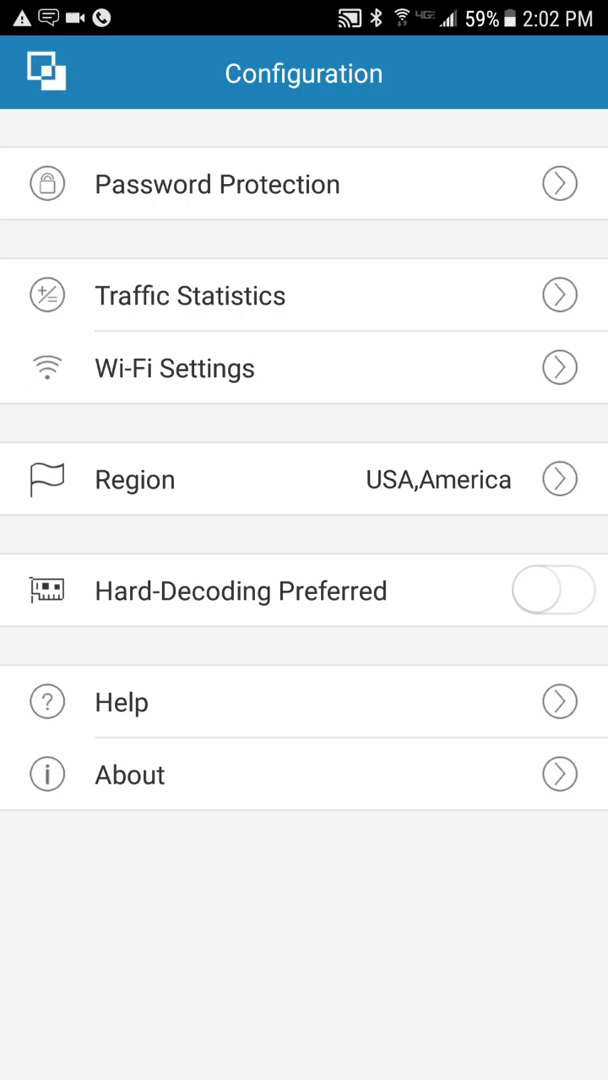 59% 2:02 PM
Configuration
Password Protection
Traffic Statistics
Wi-Fi Settings
Region USA,America
Hard-Decoding Preferred
Help
About